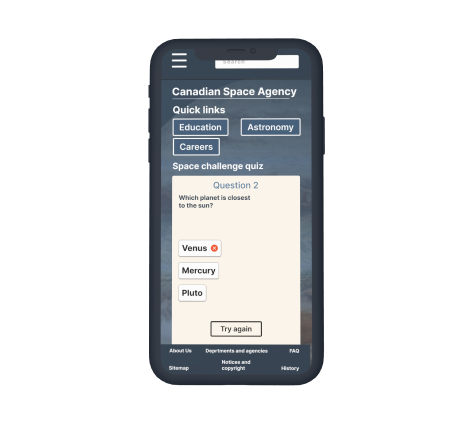 Search
Canadian Space Agency
Quick links
Education Astronomy
Careers
Space challenge quiz
Question 2
Which planet is closest
to the sun?
Venus
Mercury
Pluto
Try again
About Us Deprtments and agencies FAQ
Sitemap Notices and copyright History